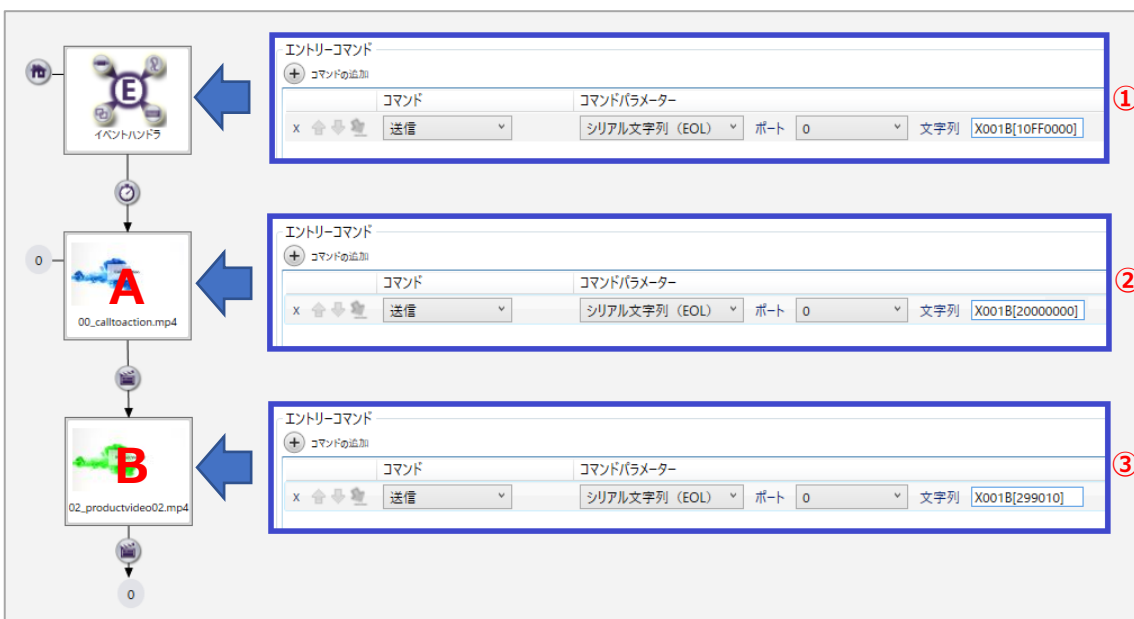 エントリーコマンド
コマンドの追加
コマンド コマンドパラメーター
x 送信 シリアル文字列（EOL） ポート 0 文字列 X001B[10FF0000]
①
E
イベントハンドラ
エントリーコマンド
コマンドの追加
コマンド コマンドパラメーター
x 送信 シリアル文字列（EOL） ポート 0 文字列 X001B[20000000]
②
0
A
00_calltoaction.mp4
エントリーコマンド
コマンドの追加
コマンド コマンドパラメーター
x 送信 シリアル文字列（EOL） ポート 0 文字列 X001B[299010]
③
B
02_productvideo02.mp4
0